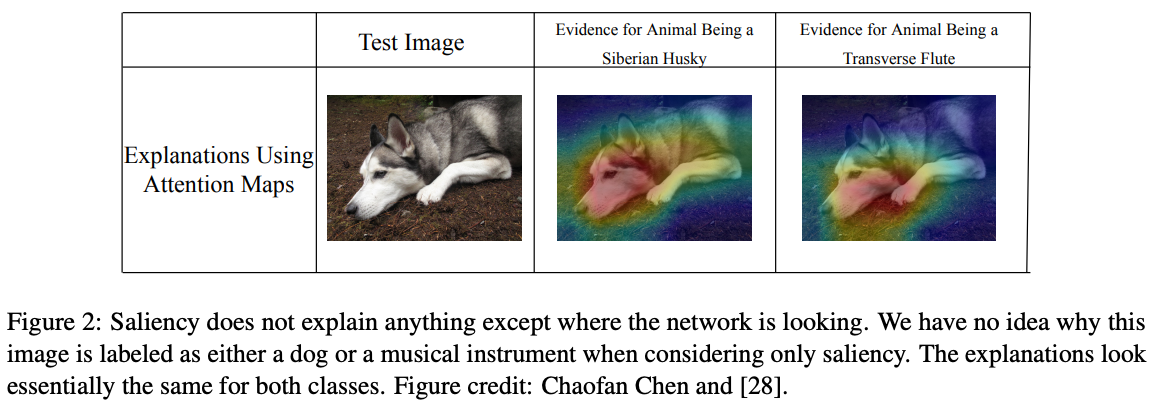 Test Image
Evidence for Animal Being a
Siberian Husky
Evidence for Animal Being a
Transverse Flute
Explanations Using
Attention Maps
Figure 2: Saliency does not explain anything except where the network is looking. We have no idea why this
image is labeled as either a dog or a musical instrument when considering only saliency. The explanations look
essentially the same for both classes. Figure credit: Chaofan Chen and [28].